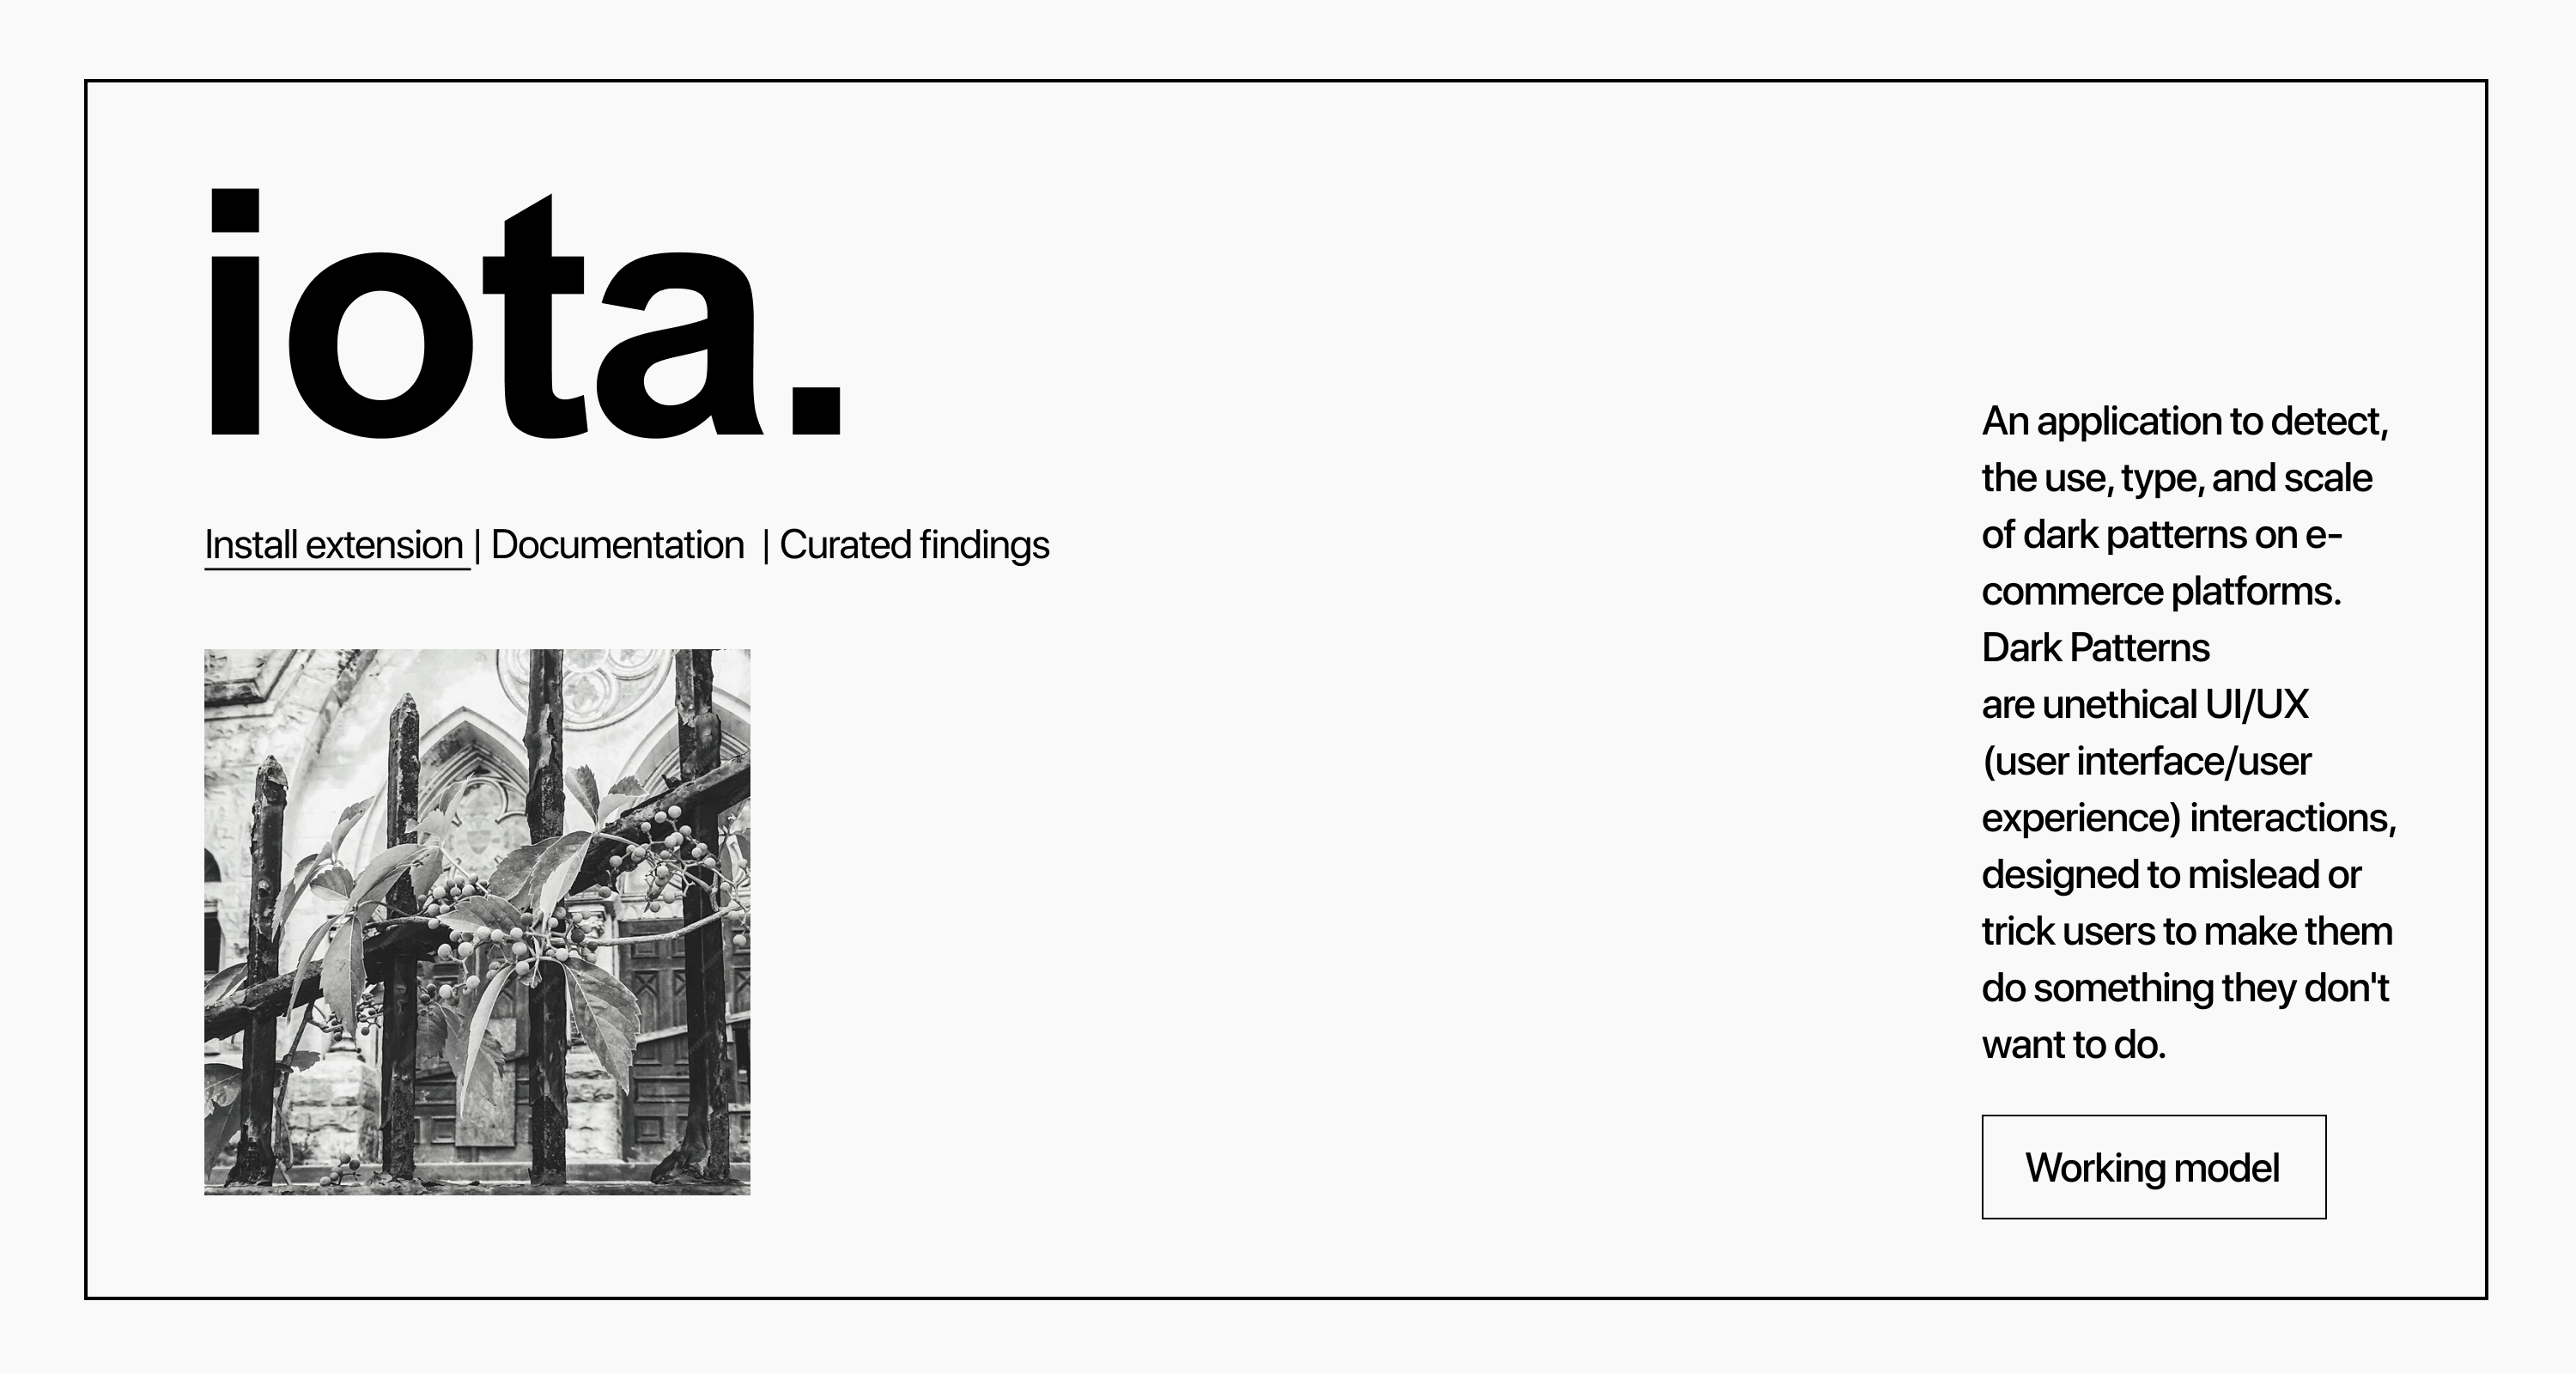 iota.
Install extension | Documentation | Curated findings
An application to detect,
the use, type, and scale
of dark patterns on e-
commerce platforms.
Dark Patterns
are unethical UI/UX
(user interface/user
experience) interactions,
designed to mislead or
trick users to make them
do something they don't
want to do.
Working model